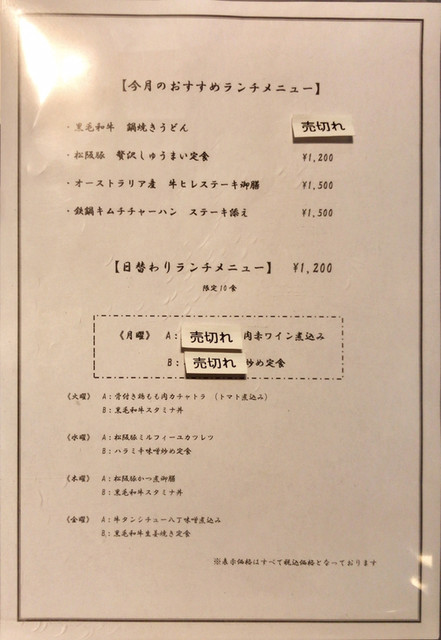 【今月のおすすめランチメニュー】
・黒毛和牛 鍋焼きうどん 売切れ
・松阪豚 贅沢しゅうまい定食 ¥1,200
・オーストラリア産 牛ヒレステーキ御膳 ¥1,500
・鉄鍋キムチチャーハン ステーキ添え ¥1,500
【日替わりランチメニュー】 ¥1,200
限定10食
《月曜》 A: 売切れ 肉赤ワイン煮込み
B: 売切れ 炒め定食
《火曜》 A:骨付き鶏もも肉カチャトラ (トマト煮込み)
B:黒毛和牛スタミナ丼
《水曜》 A:松阪豚ミルフィーユカツレツ
B:ハラミ牛味噌炒め定食
《木曜》 A:松阪豚かつ煮御膳
B:黒毛和牛スタミナ丼
《金曜》 A:牛タンシチュー八丁味噌煮込み
B:黒毛和牛生姜焼き定食
※表示価格はすべて税込価格となっております